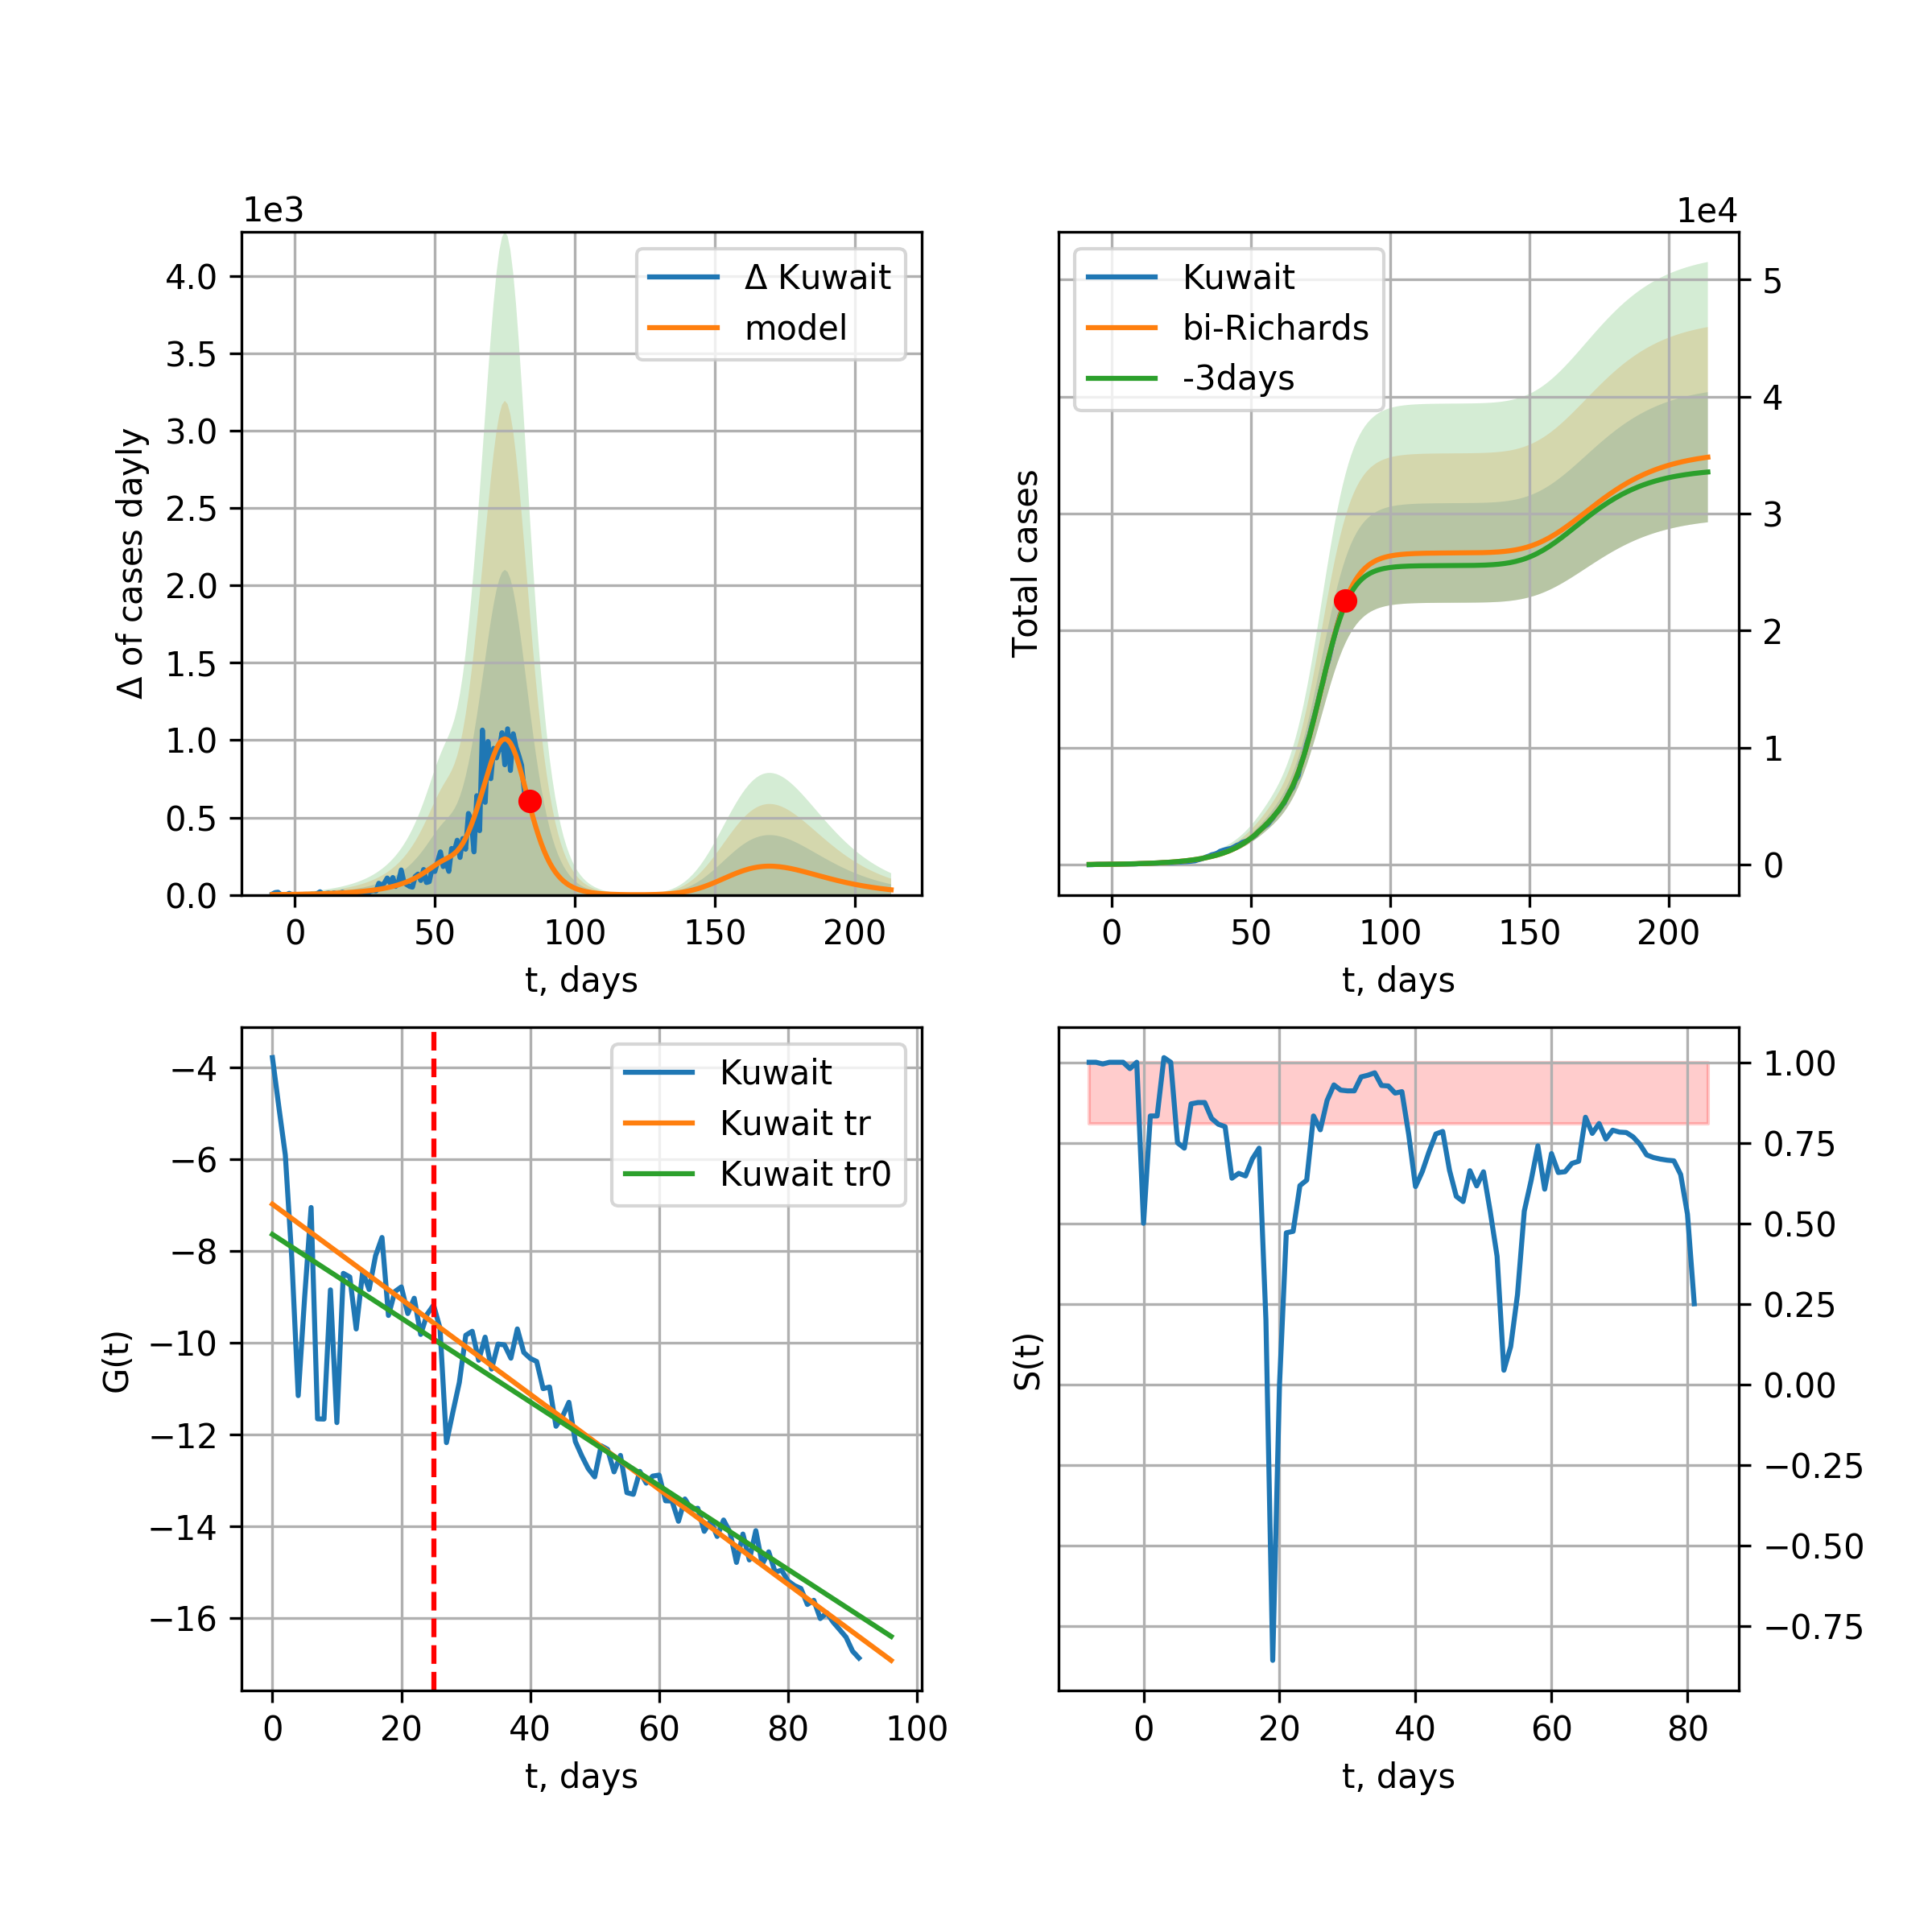 1e3
4.0
3.5
3.0
2.5
2.0
1.5
1.0
0.5
0.0
Δ of cases dayly
Δ Kuwait
model
0 50 100 150 200
t, days
1e4
Kuwait
bi-Richards
-3days
5
4
3
2
1
0
Total cases
0 50 100 150 200
t, days
−4
−6
−8
−10
−12
−14
−16
G(t)
Kuwait
Kuwait tr
Kuwait tr0
0 20 40 60 80 100
t, days
1.00
0.75
0.50
0.25
0.00
−0.25
−0.50
−0.75
S(t)
0 20 40 60 80
t, days